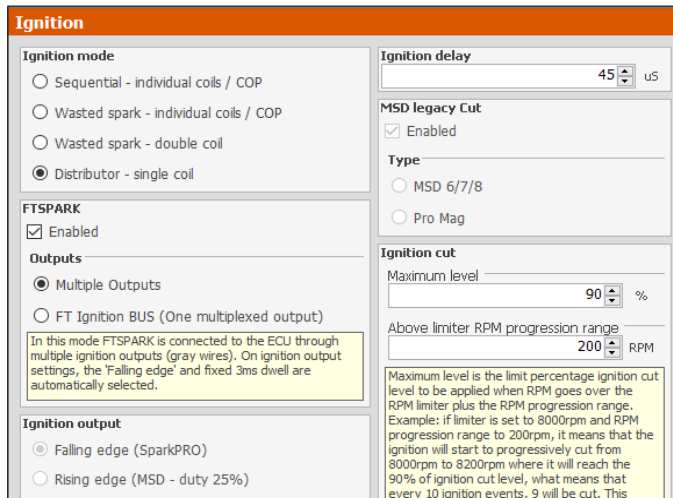 Ignition
Ignition mode
Sequential - individual coils / COP
Wasted spark - individual coils / COP
Wasted spark - double coil
Distributor - single coil
FTSPARK
Enabled
Outputs
Multiple Outputs
FT Ignition BUS (One multiplexed output)
In this mode FTSPARK is connected to the ECU through
multiple ignition outputs (gray wires). On ignition output
settings, the 'Falling edge' and fixed 3ms dwell are
automatically selected.
Ignition output
Falling edge (SparkPRO)
Rising edge (MSD - duty 25%)
Ignition delay
45 uS
MSD legacy Cut
Enabled
Type
MSD 6/7/8
Pro Mag
Ignition cut
Maximum level
90 %
Above limiter RPM progression range
200 RPM
Maximum level is the limit percentage ignition cut
level to be applied when RPM goes over the
RPM limiter plus the RPM progression range.
Example: if limiter is set to 8000rpm and RPM
progression range to 200rpm, it means that the
ignition will start to progressively cut from
8000rpm to 8200rpm where it will reach the
90% of ignition cut level, what means that
every 10 ignition events, 9 will be cut. This